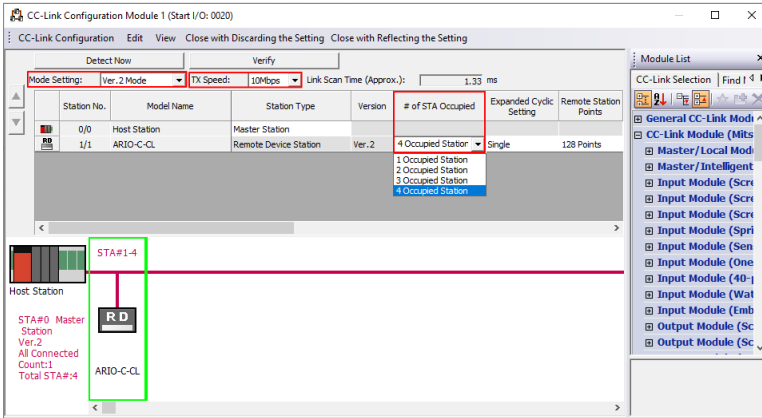 CC-Link Configuration Module 1 (Start I/O: 0020)
CC-Link Configuration Edit View Close with Discarding the Setting Close with Reflecting the Setting
Detect Now Verify
Mode Setting: Ver.2 Mode TX Speed: 10Mbps Link Scan Time (Approx.): 1.33 ms
Station No. Model Name Station Type Version # of STA Occupied Expanded Cyclic Setting Remote Station Points
0/0 Host Station Master Station
RD 1/1 ARIO-C-CL Remote Device Station Ver.2 4 Occupied Station Single 128 Points
1 Occupied Station
2 Occupied Station
3 Occupied Station
4 Occupied Station
STA#1-4
Host Station
RD
STA#0 Master
Station
Ver.2
All Connected
Count:1
Total STA#:4
ARIO-C-CL
Module List
CC-Link Selection Find
General CC-Link Modu
CC-Link Module (Mits
Master/Local Modu
Master/Intelligent
Input Module (Scre
Input Module (Scre
Input Module (Scre
Input Module (Spri
Input Module (Sen
Input Module (One
Input Module (40-
Input Module (Wat
Input Module (Emb
Output Module (Sc
Output Module (Sc